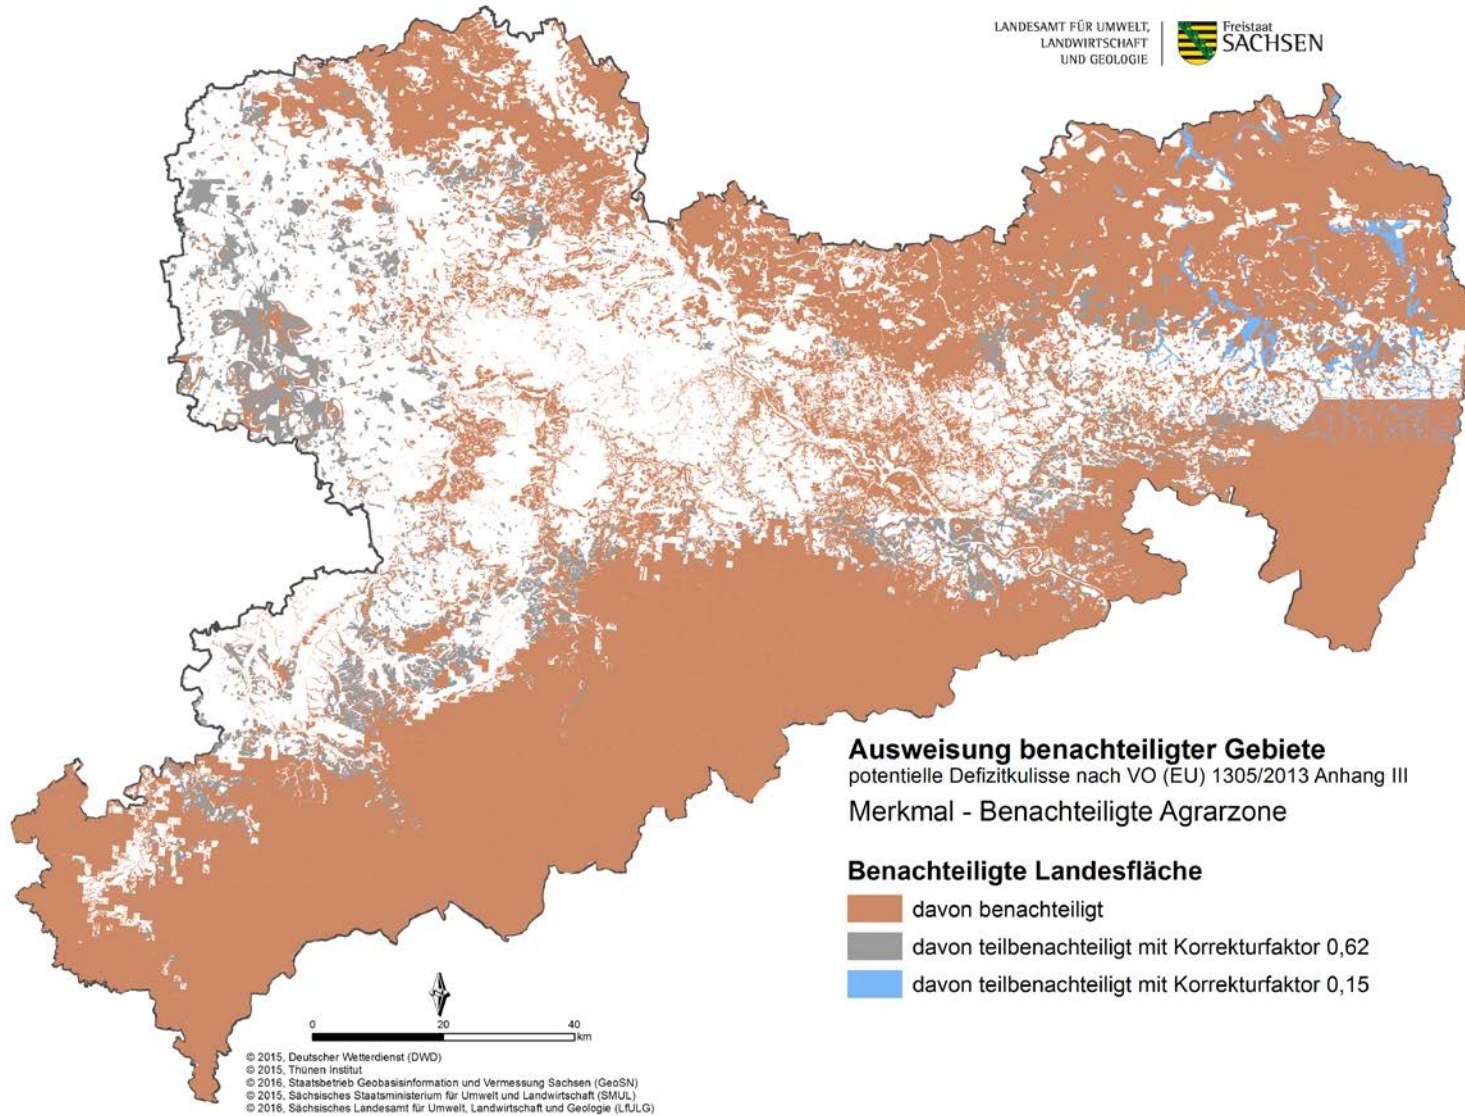 LANDESAMT FÜR UMWELT,
LANDWIRTSCHAFT
UND GEOLOGIE
Freistaat
SACHSEN
Ausweisung benachteiligter Gebiete
potentielle Defizitkulisse nach VO (EU) 1305/2013 Anhang III
Merkmal - Benachteiligte Agrarzone
Benachteiligte Landesfläche
davon benachteiligt
davon teilbenachteiligt mit Korrekturfaktor 0,62
davon teilbenachteiligt mit Korrekturfaktor 0,15
0 20 40
km
© 2015, Deutscher Wetterdienst (DWD)
© 2015, Thünen Institut
© 2016, Staatsbetrieb Geobasisinformation und Vermessung Sachsen (GeoSN)
© 2015, Sächsisches Staatsministerium für Umwelt und Landwirtschaft (SMUL)
© 2016, Sächsisches Landesamt für Umwelt, Landwirtschaft und Geologie (LfULG)